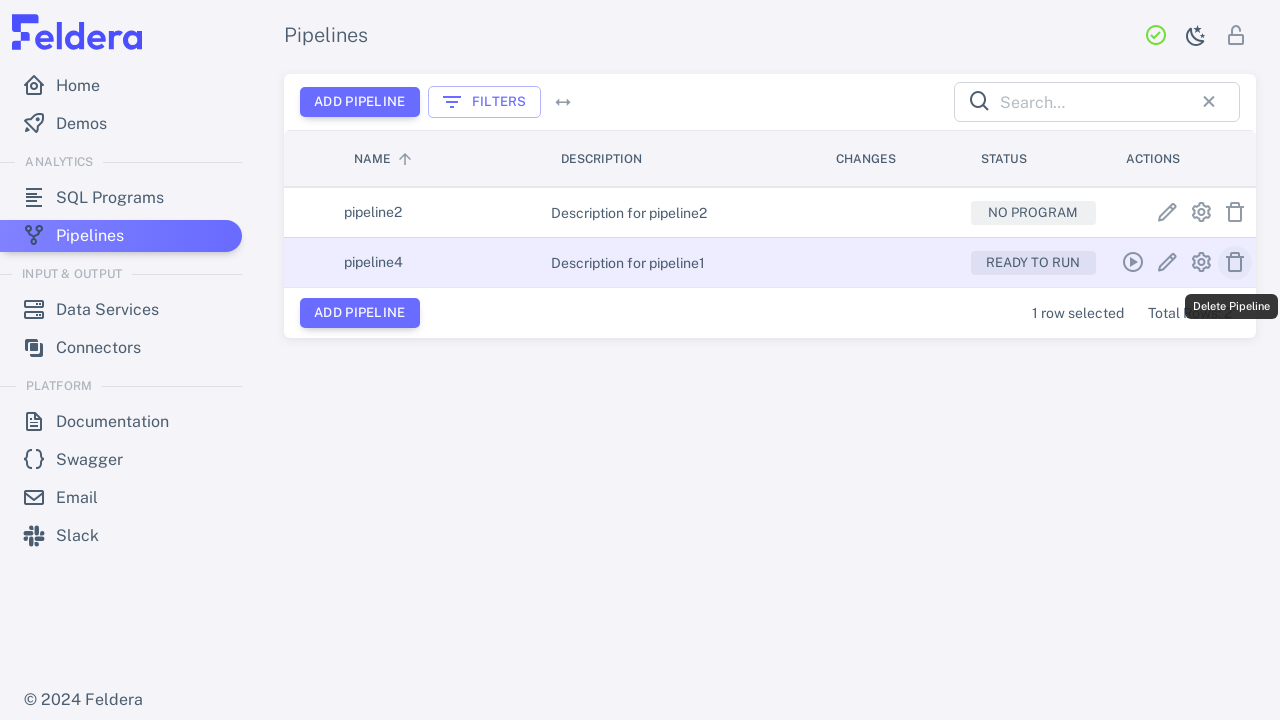 Feldera
Pipelines
Home
Demos
ANALYTICS
SQL Programs
Pipelines
INPUT & OUTPUT
Data Services
Connectors
PLATFORM
Documentation
Swagger
Email
Slack
© 2024 Feldera
ADD PIPELINE FILTERS Search...
NAME DESCRIPTION CHANGES STATUS ACTIONS
pipeline2 Description for pipeline2 NO PROGRAM
pipeline4 Description for pipeline1 READY TO RUN
Delete Pipeline
ADD PIPELINE 1 row selected Total